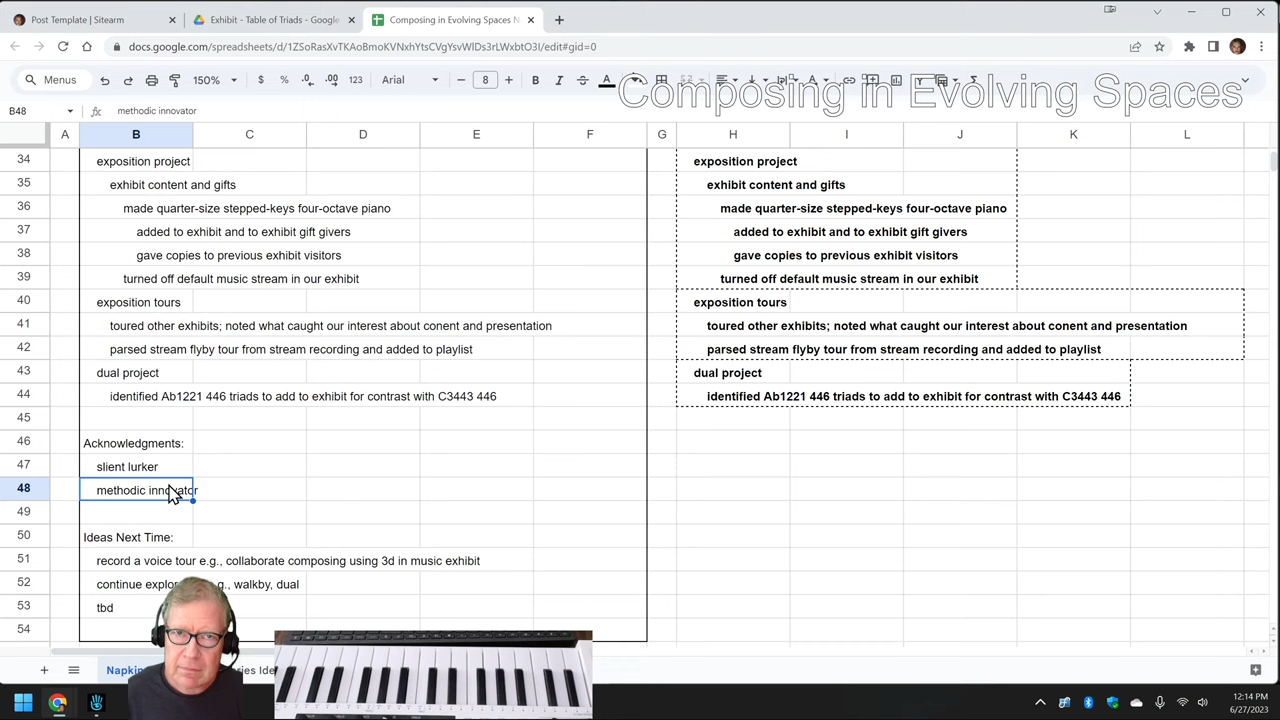 Post Template | Sitearm
Exhibit - Table of Triads - Google
Composing in Evolving Spaces N
docs.google.com/spreadsheets/d/1ZSoRasXvTKAoBmoKVNxhYtsCVgYsvWlDs3rLWxbtO3I/edit#gid=0
Menus 150% $ % .0 .00 123 Arial 8 B I A
Composing in Evolving Spaces
B48 fx methodic innovator
A B C D E F G H I J K L
34 exposition project exposition project
35 exhibit content and gifts exhibit content and gifts
36 made quarter-size stepped-keys four-octave piano made quarter-size stepped-keys four-octave piano
37 added to exhibit and to exhibit gift givers added to exhibit and to exhibit gift givers
38 gave copies to previous exhibit visitors gave copies to previous exhibit visitors
39 turned off default music stream in our exhibit turned off default music stream in our exhibit
40 exposition tours exposition tours
41 toured other exhibits; noted what caught our interest about conent and presentation toured other exhibits; noted what caught our interest about conent and presentation
42 parsed stream flyby tour from stream recording and added to playlist parsed stream flyby tour from stream recording and added to playlist
43 dual project dual project
44 identified Ab1221 446 triads to add to exhibit for contrast with C3443 446 identified Ab1221 446 triads to add to exhibit for contrast with C3443 446
45
46 Acknowledgments:
47 slient lurker
48 methodic innovator
49
50 Ideas Next Time:
51 record a voice tour e.g., collaborate composing using 3d in music exhibit
52 continue explor g., walkby, dual
53 tbd
54
Napkin ries Ide
12:14 PM
6/27/2023